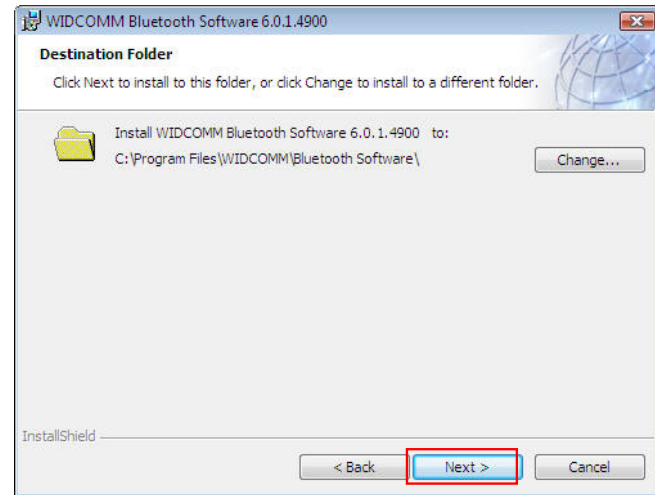 WIDCOMM Bluetooth Software 6.0.1.4900
Destination Folder
Click Next to install to this folder, or click Change to install to a different folder.
Install WIDCOMM Bluetooth Software 6.0.1.4900 to:
C:\Program Files\WIDCOMM\Bluetooth Software\
Change...
InstallShield
< Back
Next >
Cancel